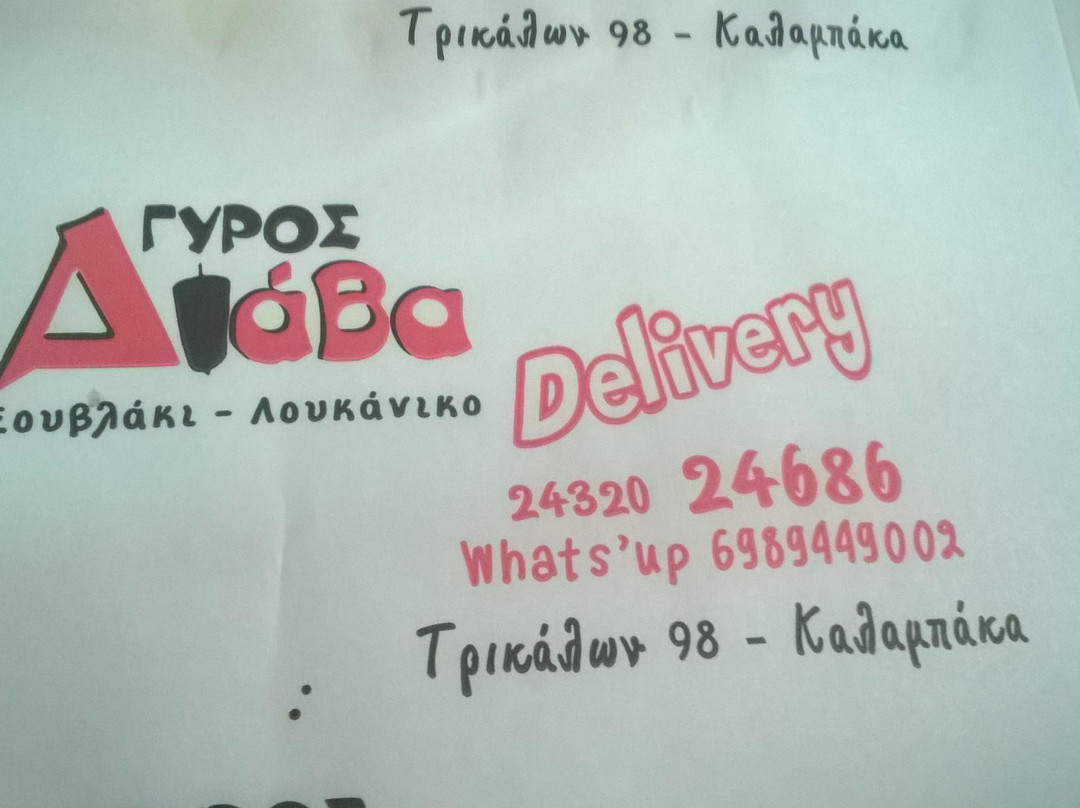 Τρικάλων 98 - Καλαμπάκα
ΓΥΡΟΣ
Διάβα
Σουβλάκι - Λουκάνικο
Delivery
24320 24686
Whats'up 6989449002
Τρικάλων 98 - Καλαμπάκα